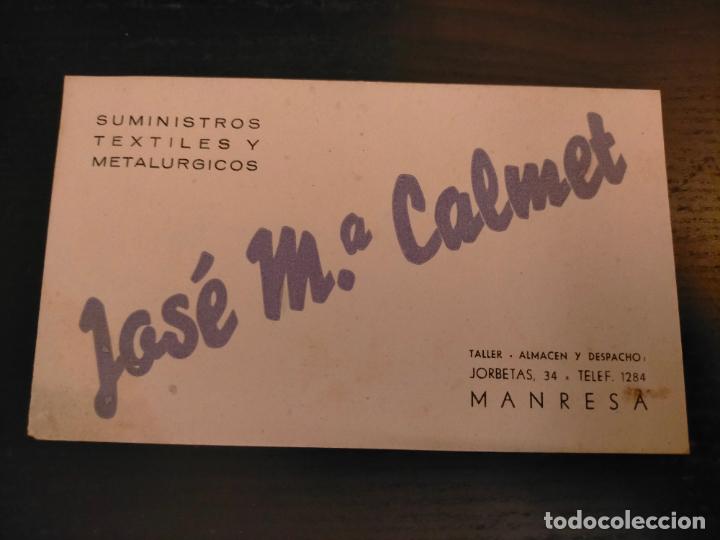 SUMINISTROS
TEXTILES Y
METALURGICOS
José M.ª Calmet
TALLER - ALMACEN Y DESPACHO:
JORBETAS, 34 - TELEF. 1284
MANRESA
todocoleccion